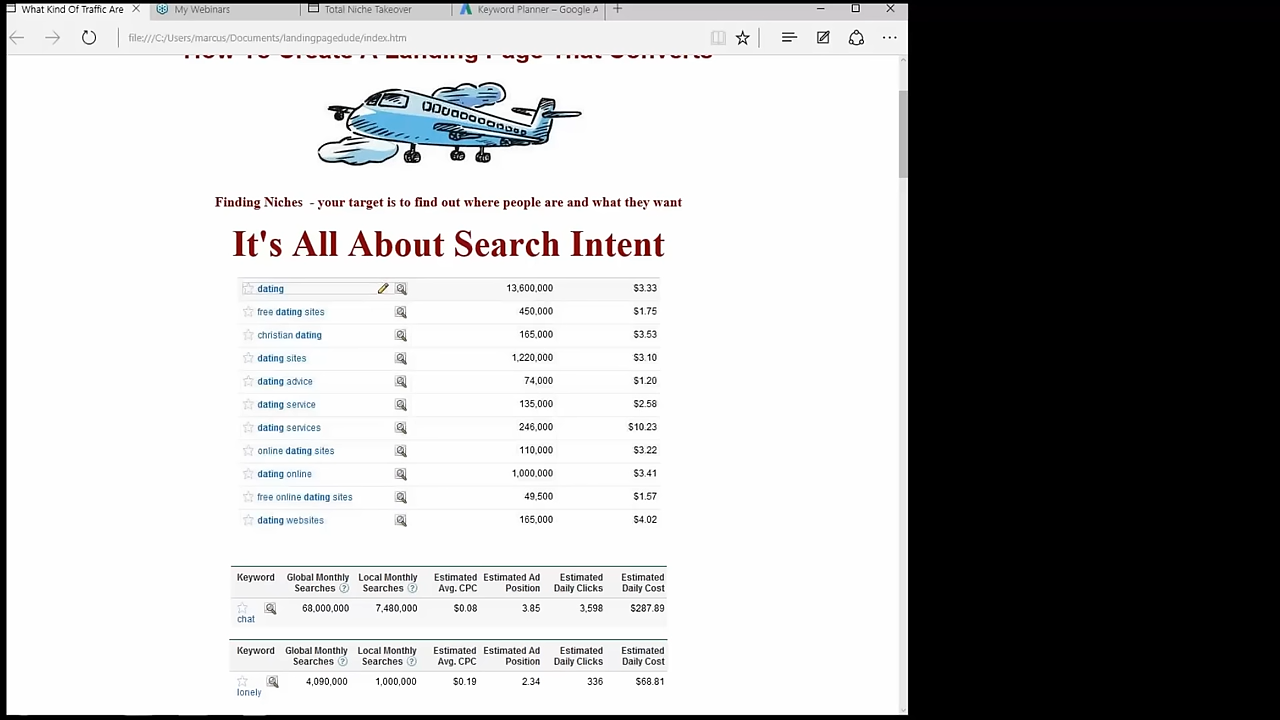 What Kind Of Traffic Are
My Webinars
Total Niche Takeover
Keyword Planner – Google A
file:///C:/Users/marcus/Documents/landingpagedude/index.htm
How To Create A Landing Page That Converts
Finding Niches - your target is to find out where people are and what they want
It's All About Search Intent
dating 13,600,000 $3.33
free dating sites 450,000 $1.75
christian dating 165,000 $3.53
dating sites 1,220,000 $3.10
dating advice 74,000 $1.20
dating service 135,000 $2.58
dating services 246,000 $10.23
online dating sites 110,000 $3.22
dating online 1,000,000 $3.41
free online dating sites 49,500 $1.57
dating websites 165,000 $4.02
Keyword Global Monthly Local Monthly Estimated Estimated Ad Estimated Estimated
Searches ? Searches ? Avg. CPC Position Daily Clicks Daily Cost
68,000,000 7,480,000 $0.08 3.85 3,598 $287.89
chat
Keyword Global Monthly Local Monthly Estimated Estimated Ad Estimated Estimated
Searches ? Searches ? Avg. CPC Position Daily Clicks Daily Cost
4,090,000 1,000,000 $0.19 2.34 336 $68.81
lonely